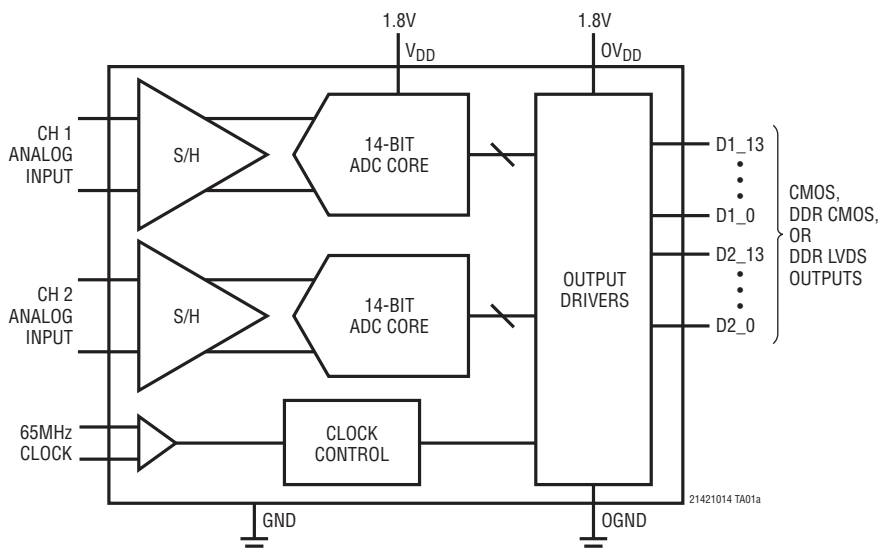 1.8V
1.8V
VDD
OVDD
CH 1
ANALOG
INPUT
S/H
14-BIT
ADC CORE
D1_13
D1_0
D2_13
D2_0
CMOS,
DDR CMOS,
OR
DDR LVDS
OUTPUTS
OUTPUT
DRIVERS
CH 2
ANALOG
INPUT
S/H
14-BIT
ADC CORE
65MHz
CLOCK
CLOCK
CONTROL
21421014 TA01a
GND
OGND